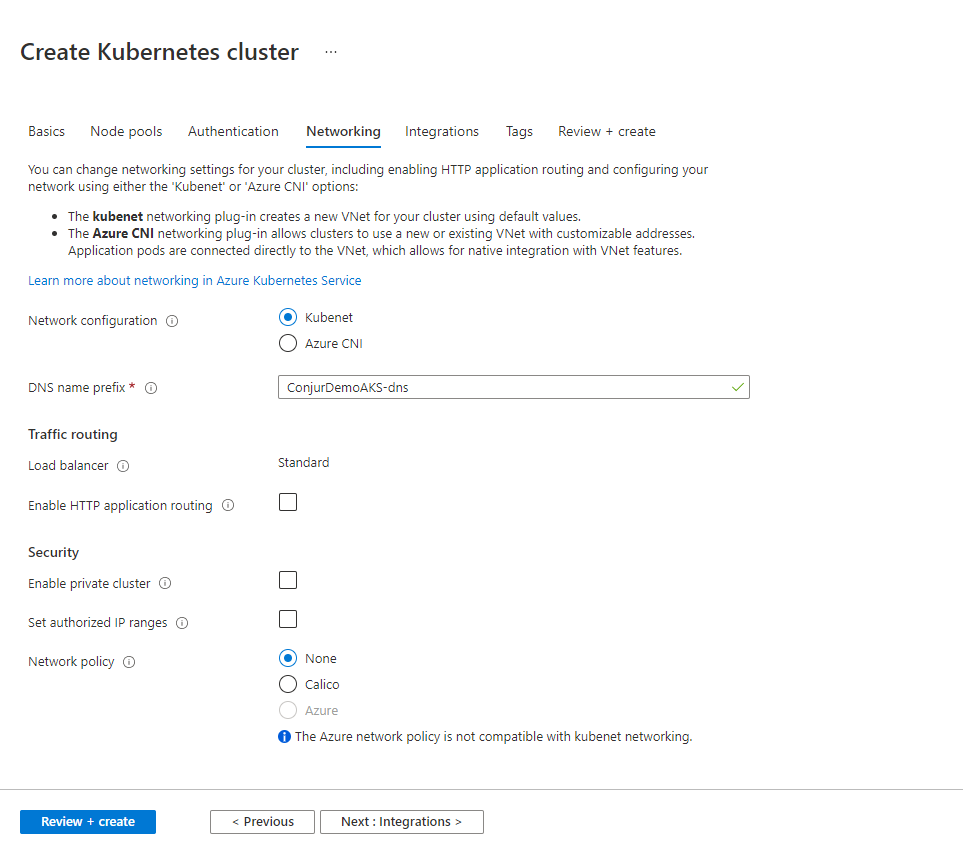 Create Kubernetes cluster ...
Basics Node pools Authentication Networking Integrations Tags Review + create
You can change networking settings for your cluster, including enabling HTTP application routing and configuring your
network using either the 'Kubenet' or 'Azure CNI' options:
• The kubenet networking plug-in creates a new VNet for your cluster using default values.
• The Azure CNI networking plug-in allows clusters to use a new or existing VNet with customizable addresses.
Application pods are connected directly to the VNet, which allows for native integration with VNet features.
Learn more about networking in Azure Kubernetes Service
Network configuration
Kubenet
Azure CNI
DNS name prefix *
ConjurDemoAKS-dns
Traffic routing
Load balancer
Standard
Enable HTTP application routing
Security
Enable private cluster
Set authorized IP ranges
Network policy
None
Calico
Azure
The Azure network policy is not compatible with kubenet networking.
Review + create < Previous Next : Integrations >